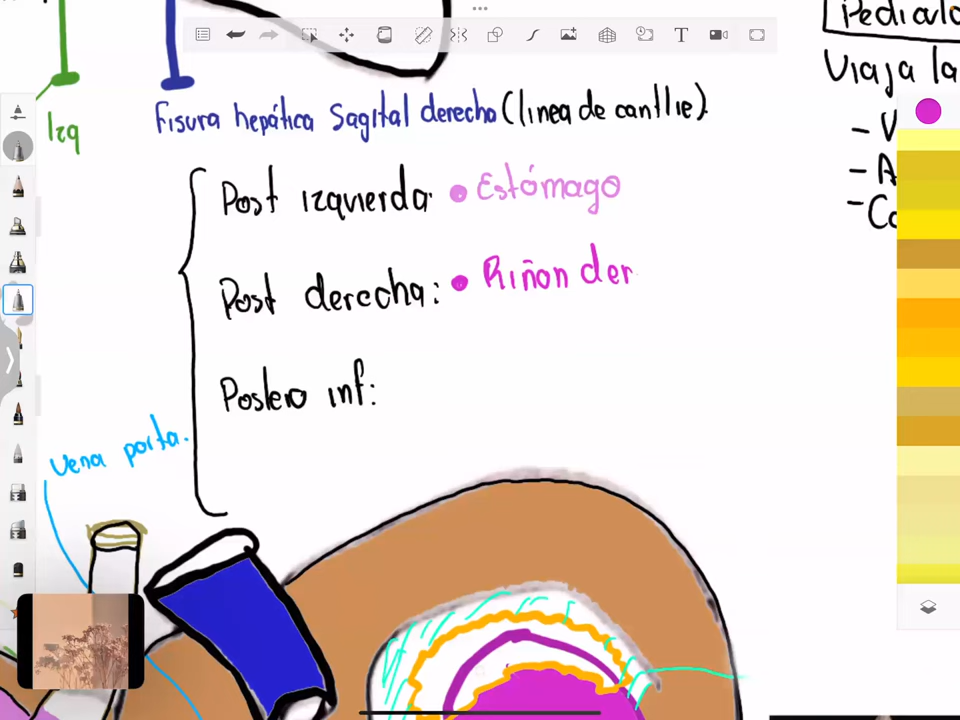 Pediculo
Viaja la
- V
- A
- Co
Izq
Fisura hepática Sagital derecho (linea de cantlie).
Post izquierda: • Estómago
Post derecha: • Riñon der
Postero inf:
Vena porta.